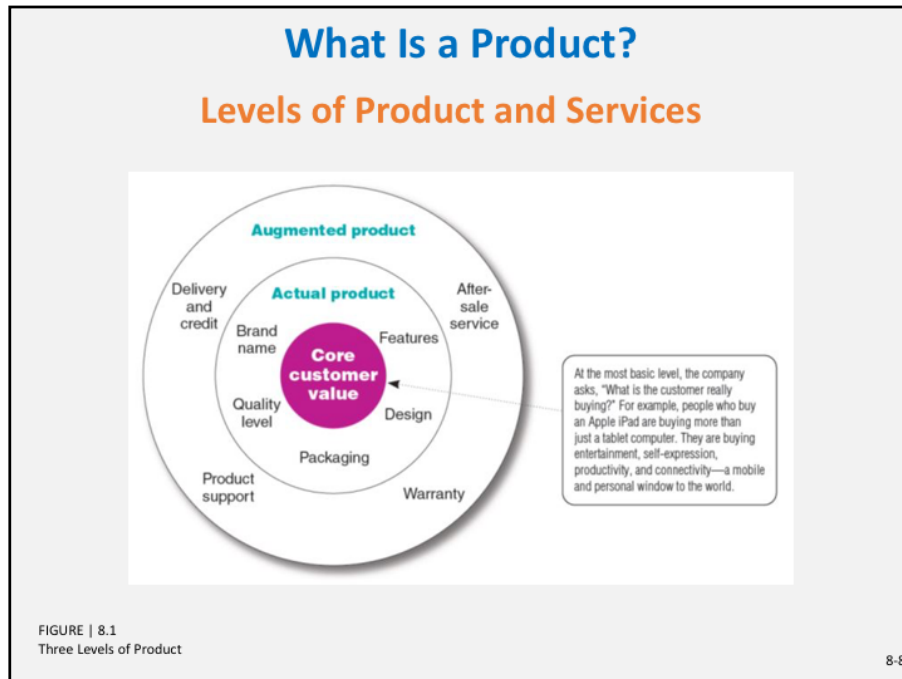 What Is a Product?
Levels of Product and Services
Augmented product
Delivery
and
credit
Actual product
After-
sale
service
Brand
name
Features
Core
customer
value
Quality
level
Design
Packaging
Product
support
Warranty
At the most basic level, the company
asks, "What is the customer really
buying?" For example, people who buy
an Apple iPad are buying more than
just a tablet computer. They are buying
entertainment, self-expression,
productivity, and connectivity—a mobile
and personal window to the world.
FIGURE | 8.1
Three Levels of Product
8-8